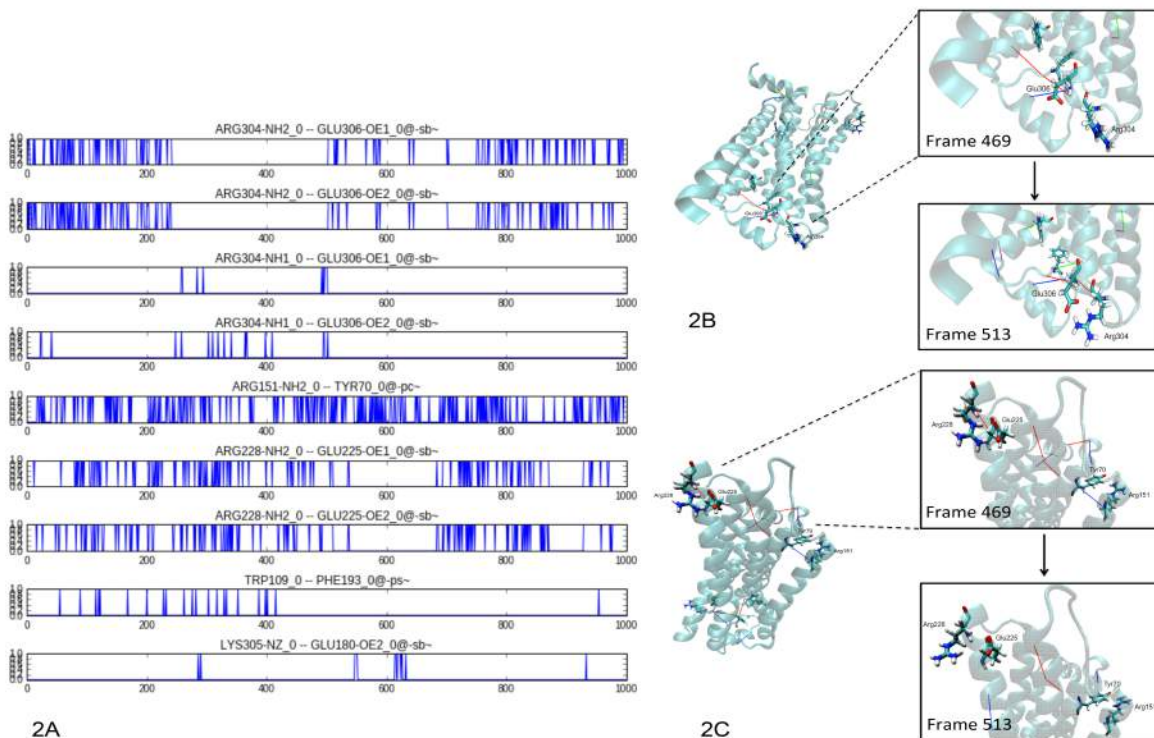 ARG304-NH2_0 -- GLU306-OE1_0@-sb~
0 200 400 600 800 1000
ARG304-NH2_0 -- GLU306-OE2_0@-sb~
0 200 400 600 800 1000
ARG304-NH1_0 -- GLU306-OE1_0@-sb~
0 200 400 600 800 1000
ARG304-NH1_0 -- GLU306-OE2_0@-sb~
0 200 400 600 800 1000
ARG151-NH2_0 -- TYR70_0@-pc~
0 200 400 600 800 1000
ARG228-NH2_0 -- GLU225-OE1_0@-sb~
0 200 400 600 800 1000
ARG228-NH2_0 -- GLU225-OE2_0@-sb~
0 200 400 600 800 1000
TRP109_0 -- PHE193_0@-ps~
0 200 400 600 800 1000
LYS305-NZ_0 -- GLU180-OE2_0@-sb~
0 200 400 600 800 1000
2A
2B
Glu306
Arg304
Frame 469
Glu306
Arg304
Frame 513
Arg228
Glu225
Tyr70
Arg151
2C
Arg228
Glu225
Tyr70
Arg151
Frame 469
Arg228
Glu225
Tyr70
Arg151
Frame 513